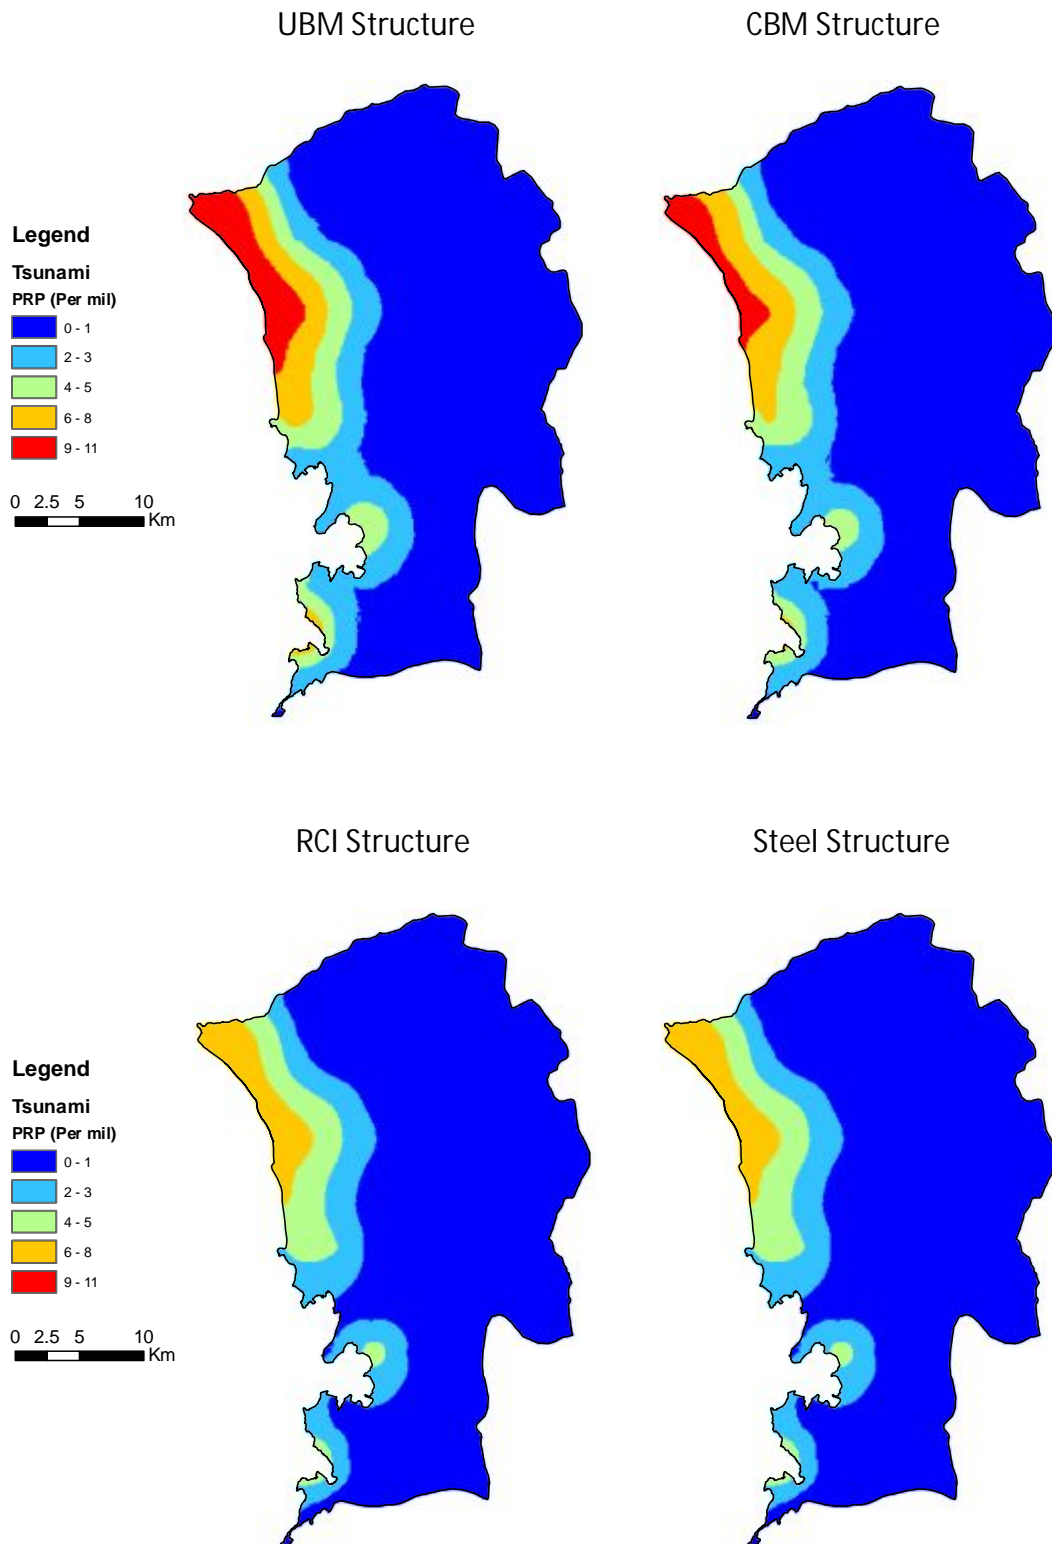 UBM Structure
CBM Structure
Legend
Tsunami
PRP (Per mil)
0 - 1
2 - 3
4 - 5
6 - 8
9 - 11
0 2.5 5 10
Km
RCI Structure
Steel Structure
Legend
Tsunami
PRP (Per mil)
0 - 1
2 - 3
4 - 5
6 - 8
9 - 11
0 2.5 5 10
Km